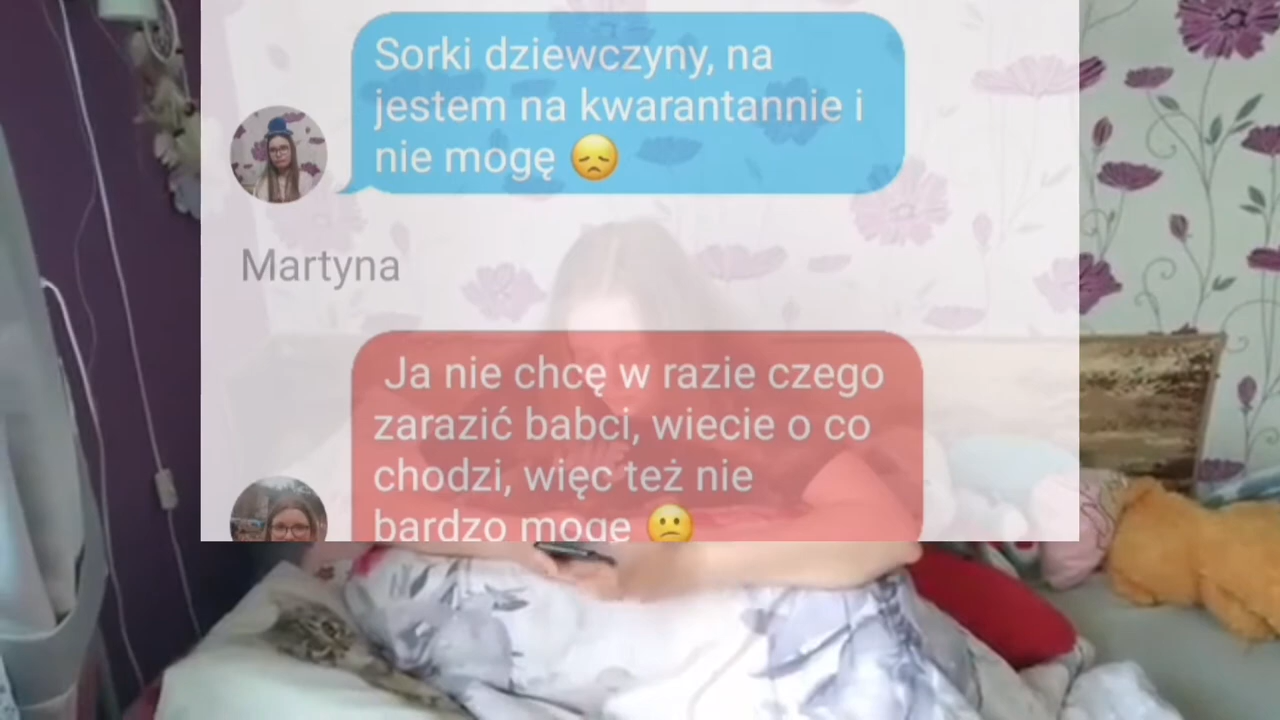 Sorki dziewczyny, na
jestem na kwarantannie i
nie mogę 😞
Martyna
Ja nie chcę w razie czego
zarazić babci, wiecie o co
chodzi, więc też nie
bardzo mogę 😕